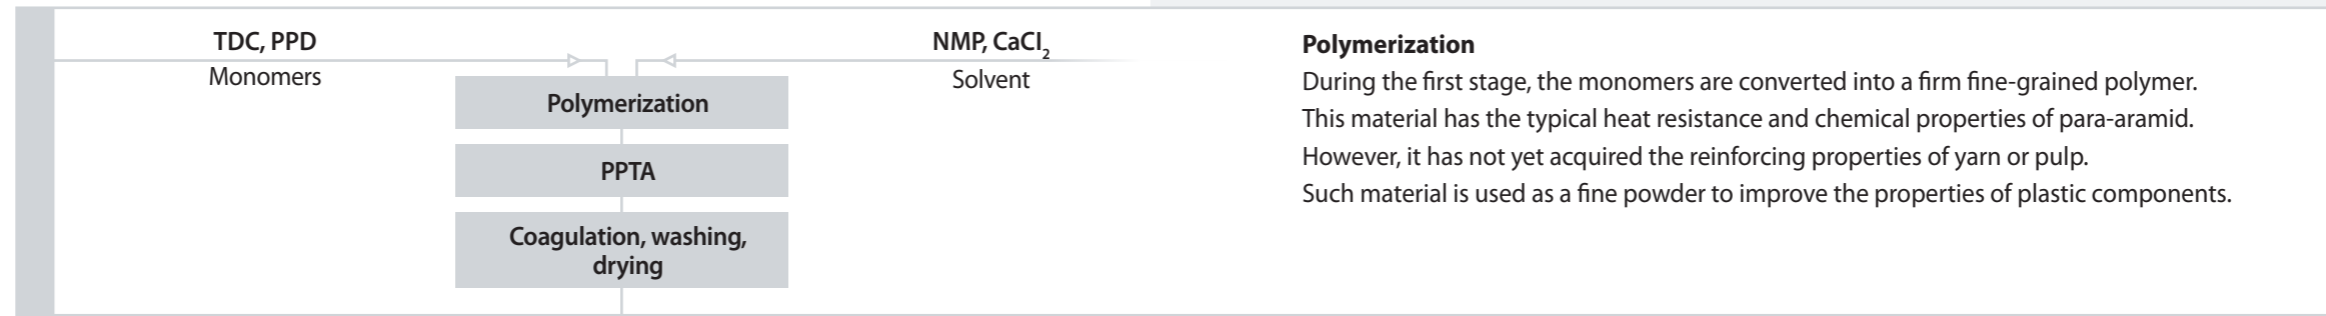 TDC, PPD
Monomers
NMP, CaCl₂
Solvent
Polymerization
PPTA
Coagulation, washing,
drying
Polymerization
During the first stage, the monomers are converted into a firm fine-grained polymer.
This material has the typical heat resistance and chemical properties of para-aramid.
However, it has not yet acquired the reinforcing properties of yarn or pulp.
Such material is used as a fine powder to improve the properties of plastic components.